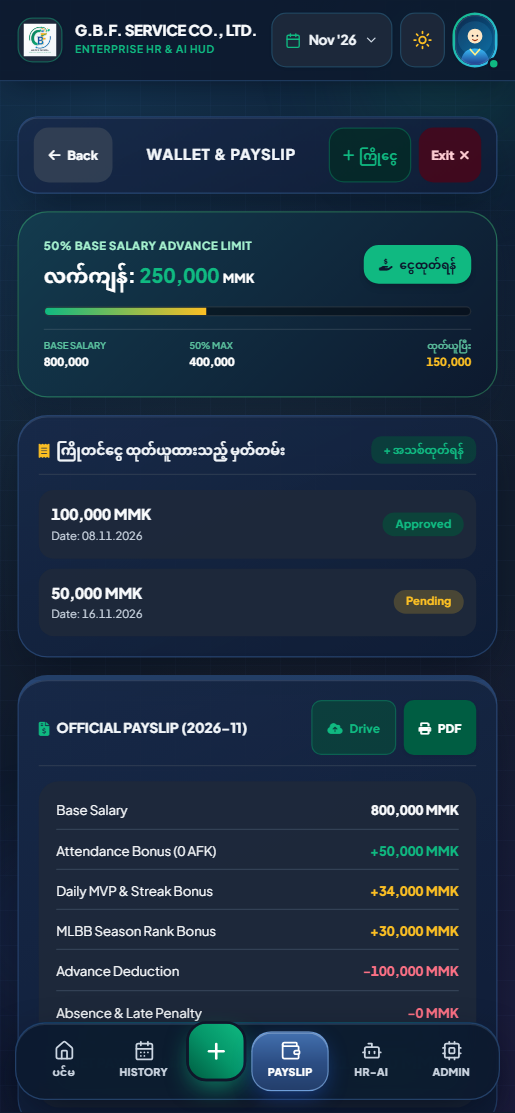 G.B.F. SERVICE CO., LTD.
ENTERPRISE HR & AI HUD
Nov '26
← Back
WALLET & PAYSLIP
+ ကြိုငွေ
Exit ✕
50% BASE SALARY ADVANCE LIMIT
လက်ကျန်: 250,000 MMK
ငွေထုတ်ရန်
BASE SALARY
50% MAX
ထုတ်ယူပြီး
800,000
400,000
150,000
ကြိုတင်ငွေ ထုတ်ယူထားသည့် မှတ်တမ်း
+ အသစ်ထုတ်ရန်
100,000 MMK
Date: 08.11.2026
Approved
50,000 MMK
Date: 16.11.2026
Pending
OFFICIAL PAYSLIP (2026-11)
Drive
PDF
Base Salary
800,000 MMK
Attendance Bonus (0 AFK)
+50,000 MMK
Daily MVP & Streak Bonus
+34,000 MMK
MLBB Season Rank Bonus
+30,000 MMK
Advance Deduction
-100,000 MMK
Absence & Late Penalty
-0 MMK
ပင်မ
HISTORY
+
PAYSLIP
HR-AI
ADMIN